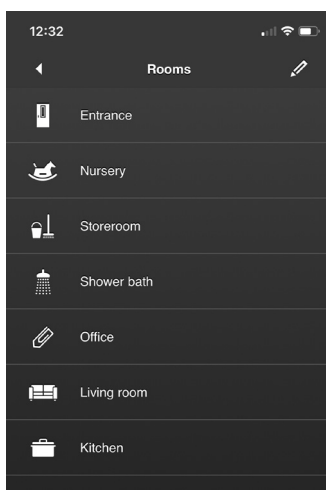 12:32
Rooms
Entrance
Nursery
Storeroom
Shower bath
Office
Living room
Kitchen